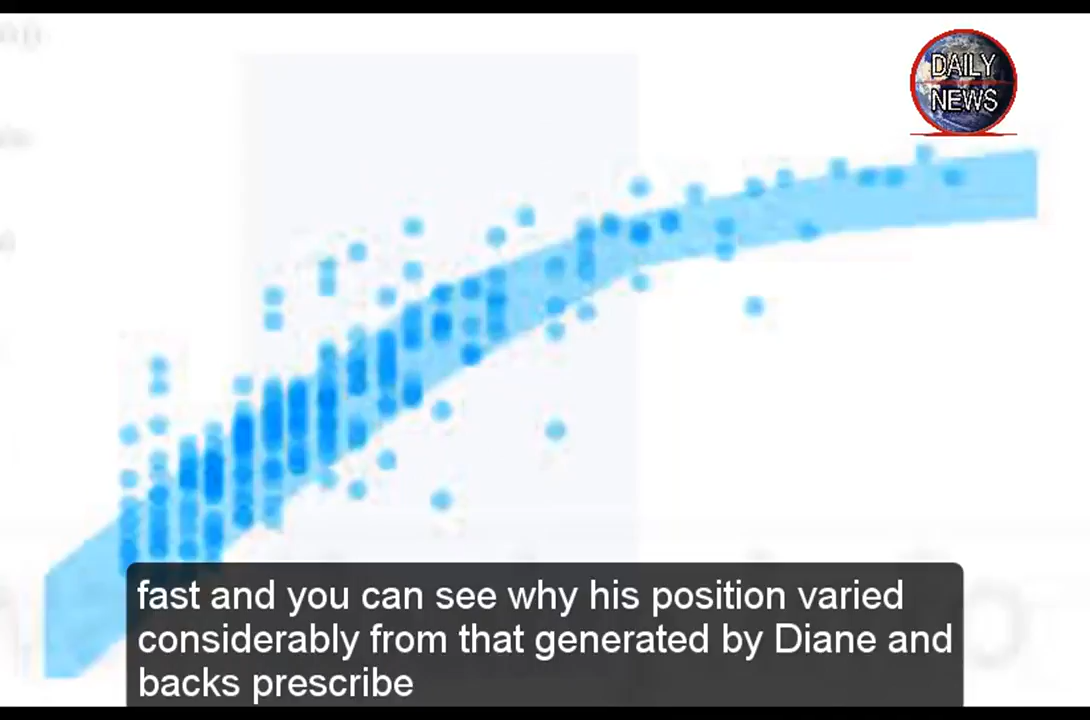 DAILY
NEWS
fast and you can see why his position varied
considerably from that generated by Diane and
backs prescribe